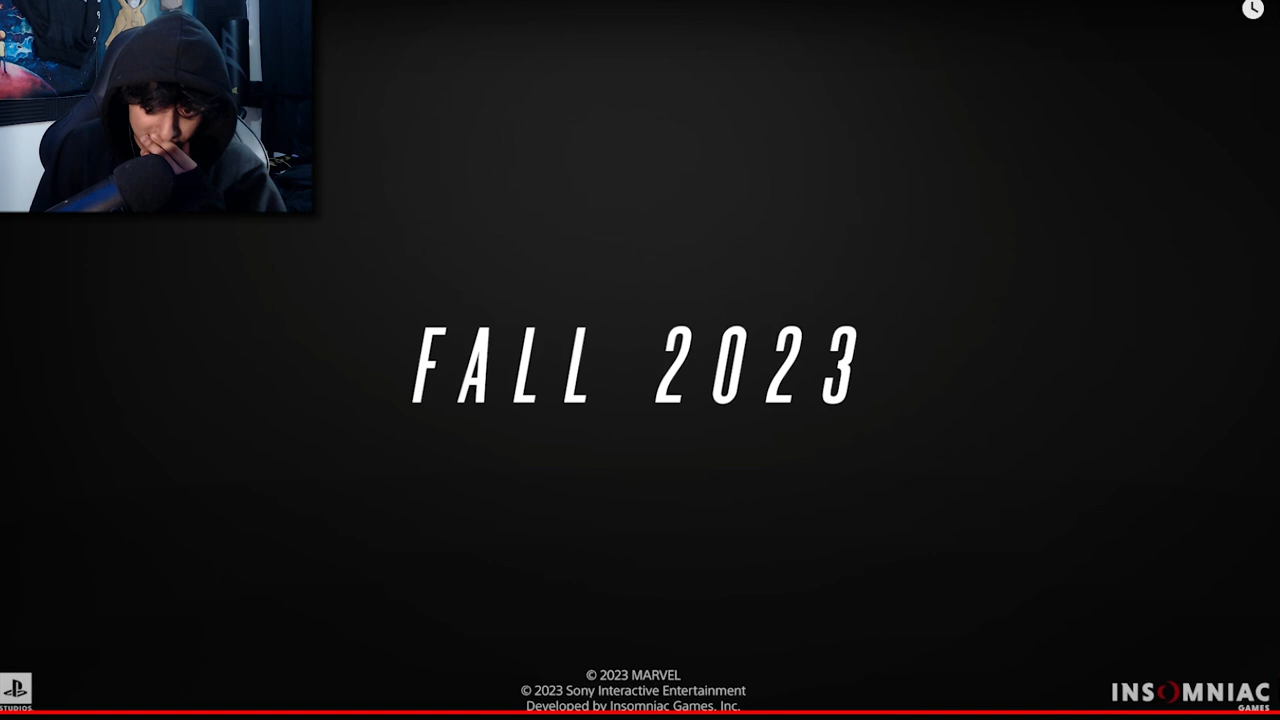 FALL 2023
© 2023 MARVEL
© 2023 Sony Interactive Entertainment
Developed by Insomniac Games, Inc.
STUDIOS
INSOMNIAC
GAMES